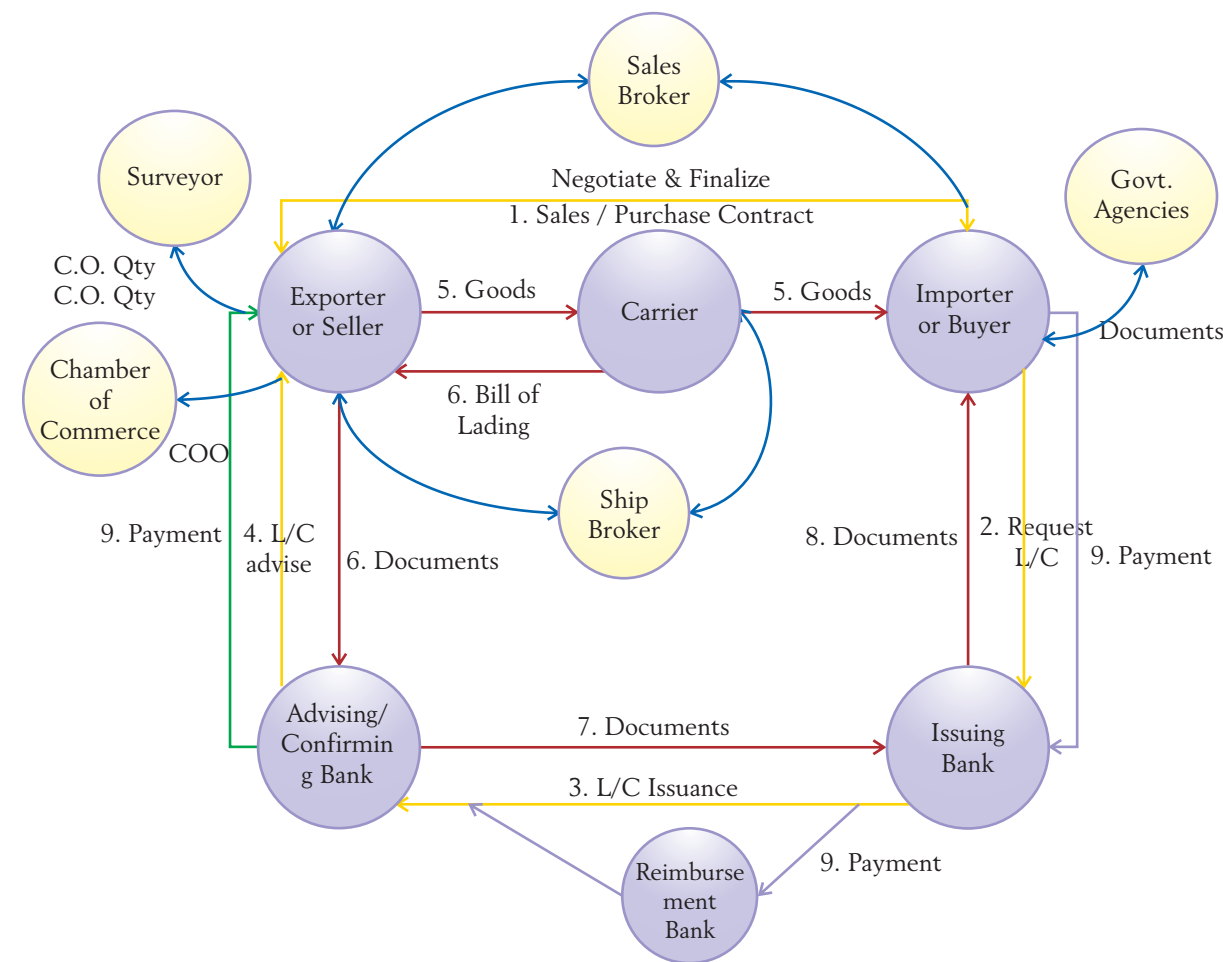 Sales
Broker
Surveyor
Govt.
Agencies
Negotiate & Finalize
1. Sales / Purchase Contract
C.O. Qty
C.O. Qty
Exporter
or Seller
5. Goods
Carrier
5. Goods
Importer
or Buyer
Documents
Chamber
of
Commerce
6. Bill of
Lading
COO
Ship
Broker
9. Payment
4. L/C
advise
6. Documents
8. Documents
2. Request
L/C
9. Payment
Advising/
Confirmin
g Bank
7. Documents
Issuing
Bank
3. L/C Issuance
Reimburse
ment
Bank
9. Payment